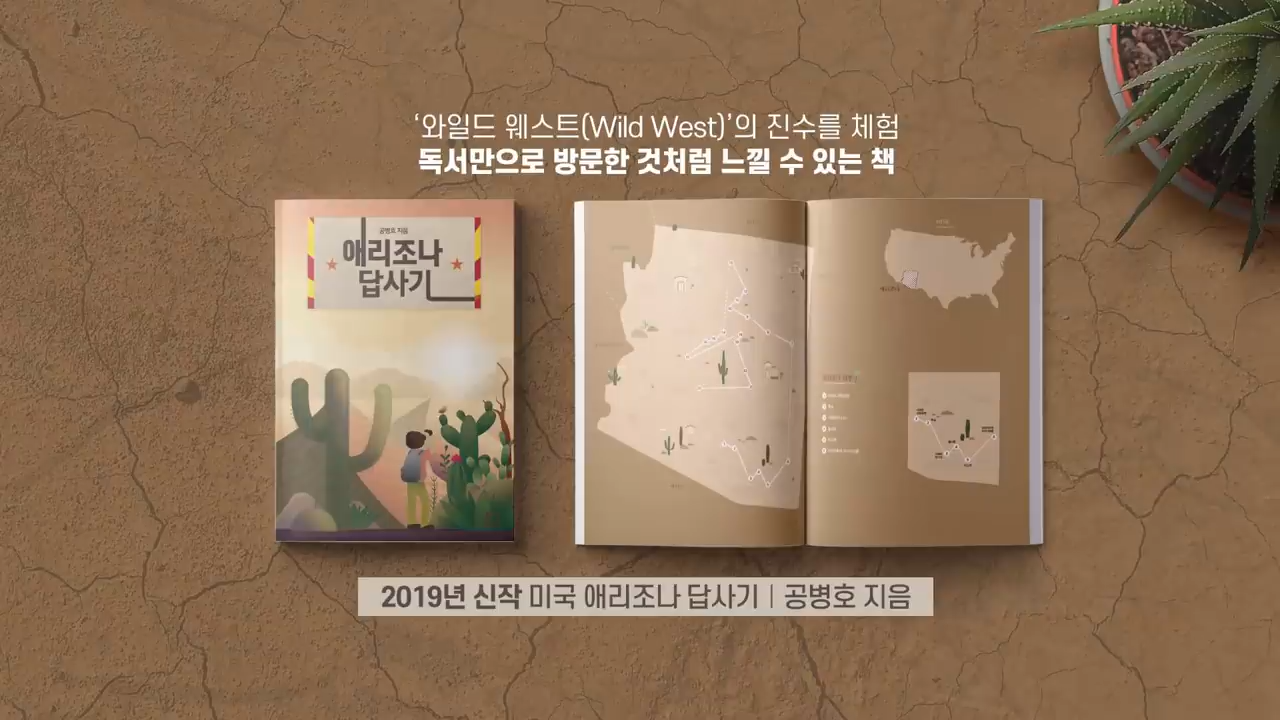 ‘와일드 웨스트(Wild West)’의 진수를 체험
독서만으로 방문한 것처럼 느낄 수 있는 책
공병호 지음
애리조나
답사기
2019년 신작 미국 애리조나 답사기 | 공병호 지음